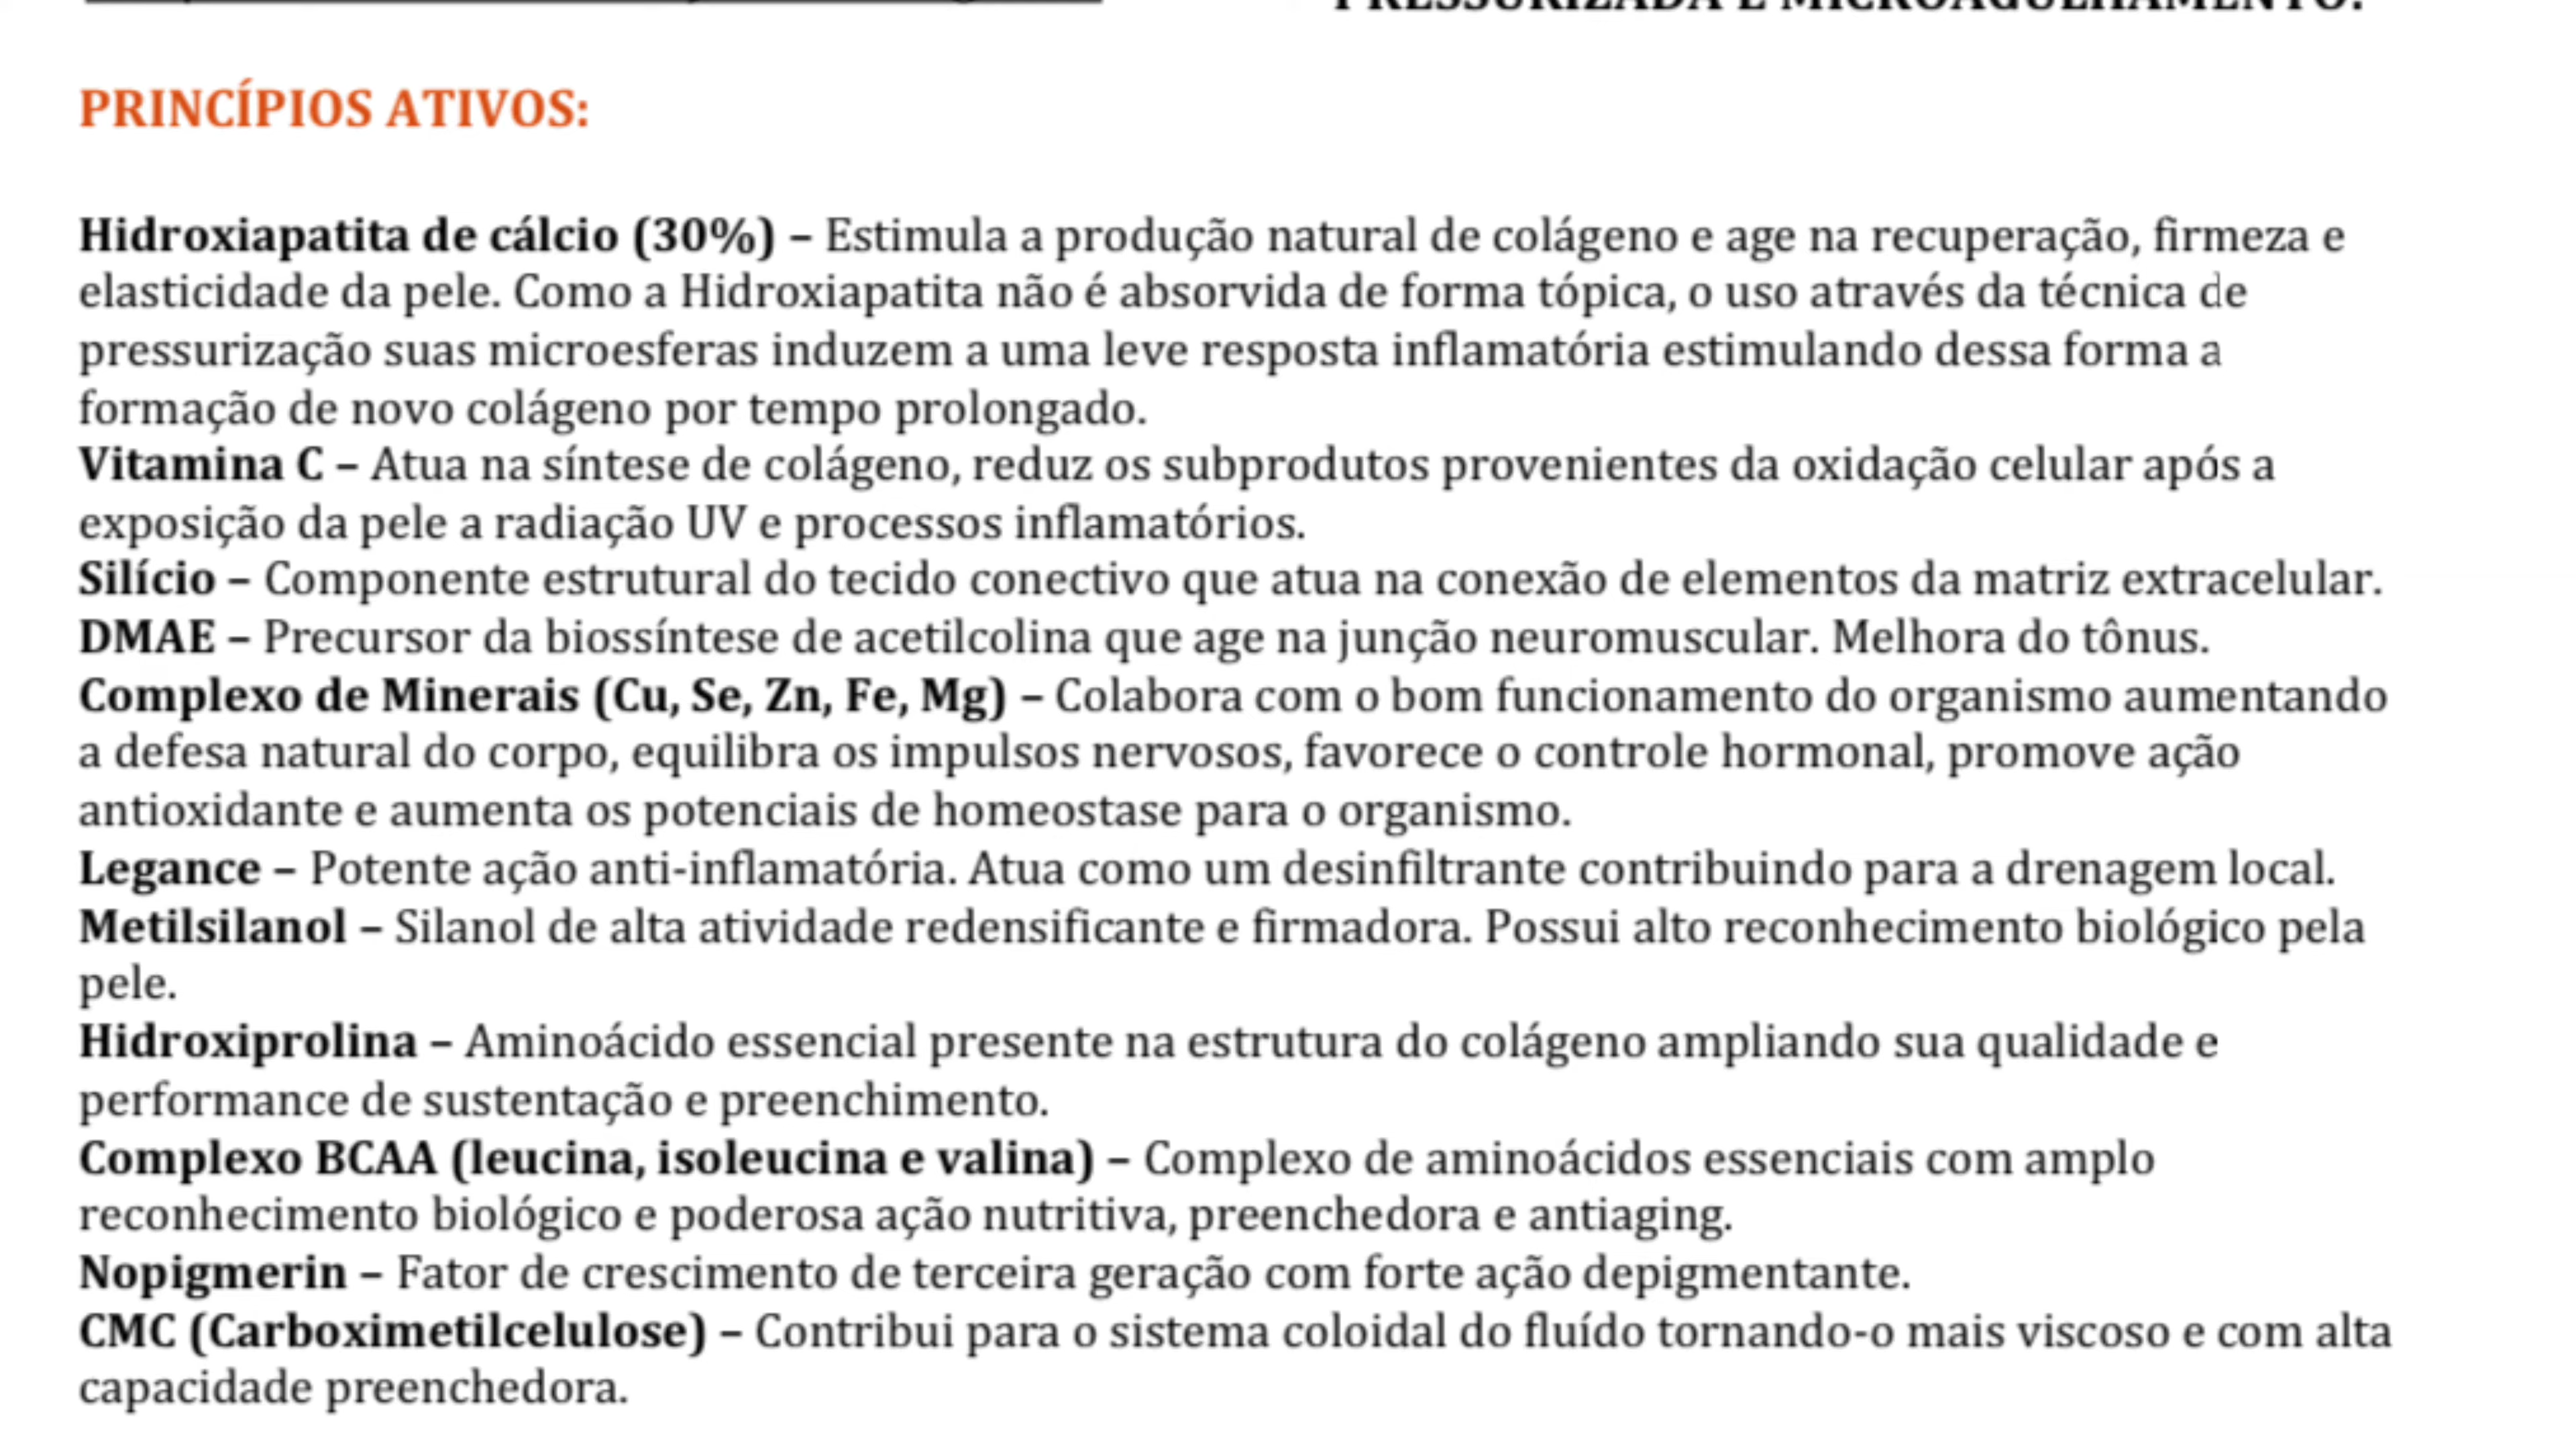 PRESSURIZADA E MICROAGULHAMENTO.
PRINCÍPIOS ATIVOS:
Hidroxiapatita de cálcio (30%) – Estimula a produção natural de colágeno e age na recuperação, firmeza e
elasticidade da pele. Como a Hidroxiapatita não é absorvida de forma tópica, o uso através da técnica de
pressurização suas microesferas induzem a uma leve resposta inflamatória estimulando dessa forma a
formação de novo colágeno por tempo prolongado.
Vitamina C – Atua na síntese de colágeno, reduz os subprodutos provenientes da oxidação celular após a
exposição da pele a radiação UV e processos inflamatórios.
Silício – Componente estrutural do tecido conectivo que atua na conexão de elementos da matriz extracelular.
DMAE – Precursor da biossíntese de acetilcolina que age na junção neuromuscular. Melhora do tônus.
Complexo de Minerais (Cu, Se, Zn, Fe, Mg) – Colabora com o bom funcionamento do organismo aumentando
a defesa natural do corpo, equilibra os impulsos nervosos, favorece o controle hormonal, promove ação
antioxidante e aumenta os potenciais de homeostase para o organismo.
Legance – Potente ação anti-inflamatória. Atua como um desinfiltrante contribuindo para a drenagem local.
Metilsilanol – Silanol de alta atividade redensificante e firmadora. Possui alto reconhecimento biológico pela
pele.
Hidroxiprolina – Aminoácido essencial presente na estrutura do colágeno ampliando sua qualidade e
performance de sustentação e preenchimento.
Complexo BCAA (leucina, isoleucina e valina) – Complexo de aminoácidos essenciais com amplo
reconhecimento biológico e poderosa ação nutritiva, preenchedora e antiaging.
Nopigmerin – Fator de crescimento de terceira geração com forte ação depigmentante.
CMC (Carboximetilcelulose) – Contribui para o sistema coloidal do fluído tornando-o mais viscoso e com alta
capacidade preenchedora.